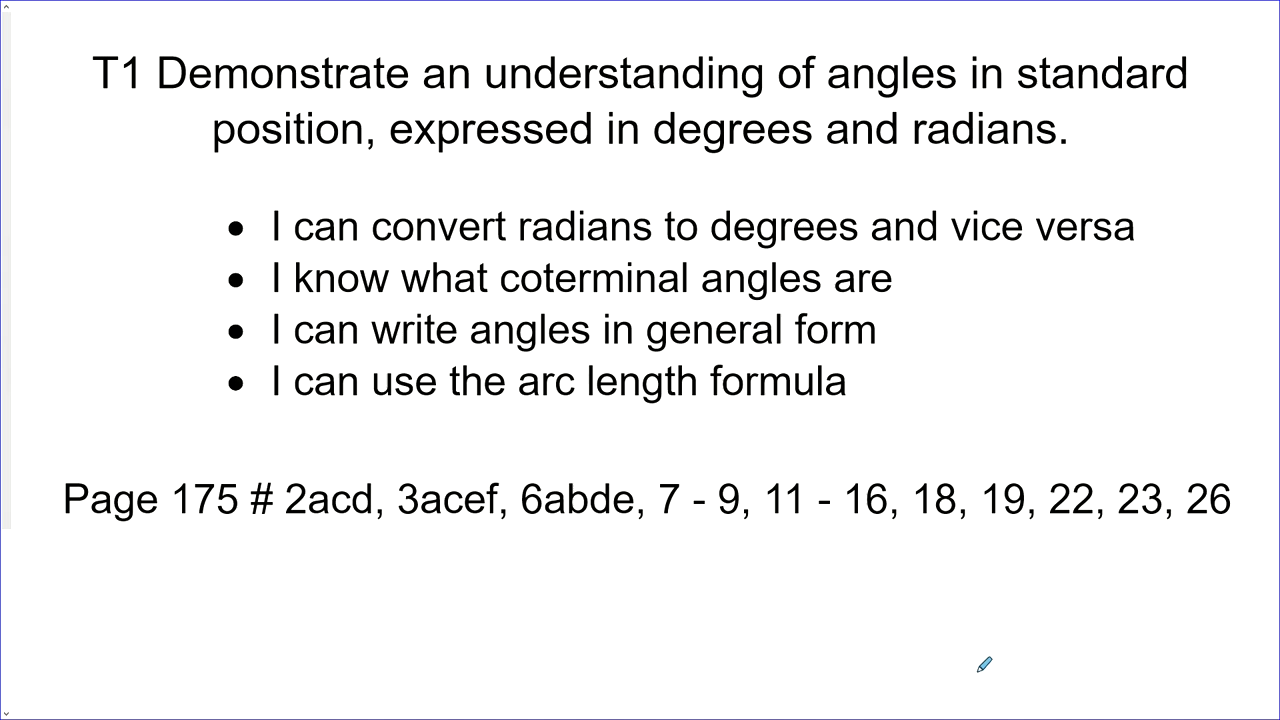 T1 Demonstrate an understanding of angles in standard
position, expressed in degrees and radians.
• I can convert radians to degrees and vice versa
• I know what coterminal angles are
• I can write angles in general form
• I can use the arc length formula
Page 175 # 2acd, 3acef, 6abde, 7 - 9, 11 - 16, 18, 19, 22, 23, 26